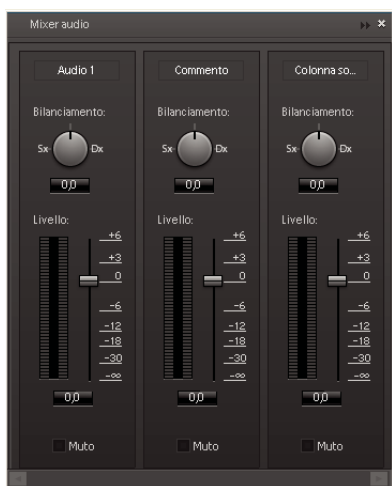 Mixer audio
Audio 1
Commento
Colonna so...
Bilanciamento:
Bilanciamento:
Bilanciamento:
Sx Dx
Sx Dx
Sx Dx
0,0
0,0
0,0
Livello:
Livello:
Livello:
+6
+3
0
-6
-12
-18
-30
-∞
+6
+3
0
-6
-12
-18
-30
-∞
+6
+3
0
-6
-12
-18
-30
-∞
0,0
0,0
0,0
Muto
Muto
Muto